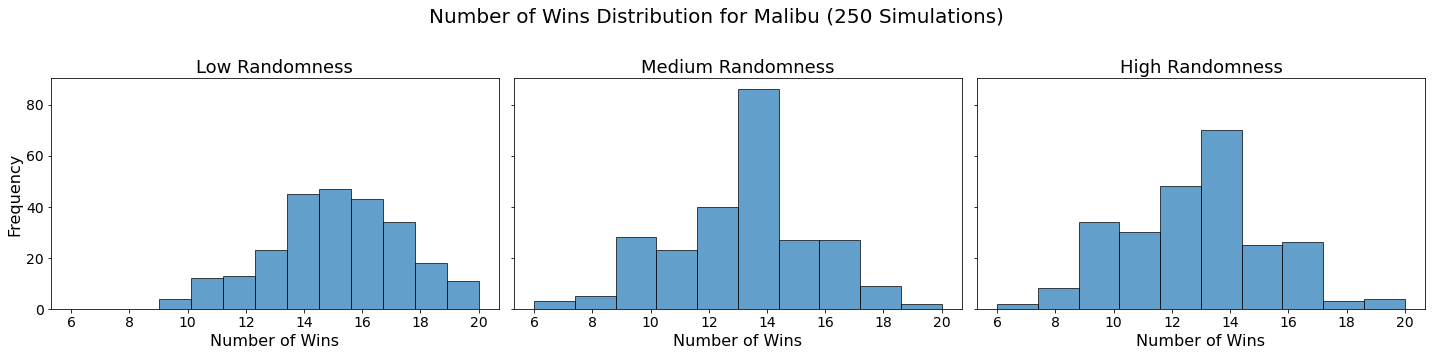 Number of Wins Distribution for Malibu (250 Simulations)
Low Randomness
Medium Randomness
High Randomness
Frequency
80
60
40
20
0
6 8 10 12 14 16 18 20
6 8 10 12 14 16 18 20
6 8 10 12 14 16 18 20
Number of Wins
Number of Wins
Number of Wins